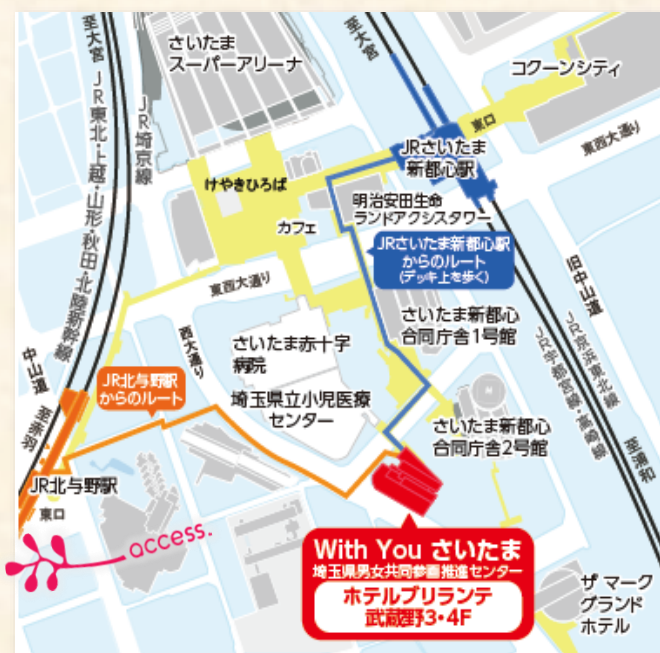 至大宮
さいたま
スーパーアリーナ
至大宮
コクーンシティ
JR東北・上越・山形・秋田・北陸新幹線
JR埼京線
東口
JRさいたま
新都心駅
東西大通り
けやきひろば
明治安田生命
ランドアクシスタワー
カフェ
JRさいたま新都心駅
からのルート
(デッキ上を歩く)
東西大通り
旧中山道
さいたま新都心
合同庁舎1号館
西大通り
さいたま赤十字
病院
JR京浜東北線
JR宇都宮線・高崎線
中山道
至赤羽
JR北与野駅
からのルート
埼玉県立小児医療
センター
さいたま新都心
合同庁舎2号館
至浦和
JR北与野駅
東口
access.
With You さいたま
埼玉県男女共同参画推進センター
ホテルブリランテ
武蔵野3・4F
ザ マーク
グランド
ホテル